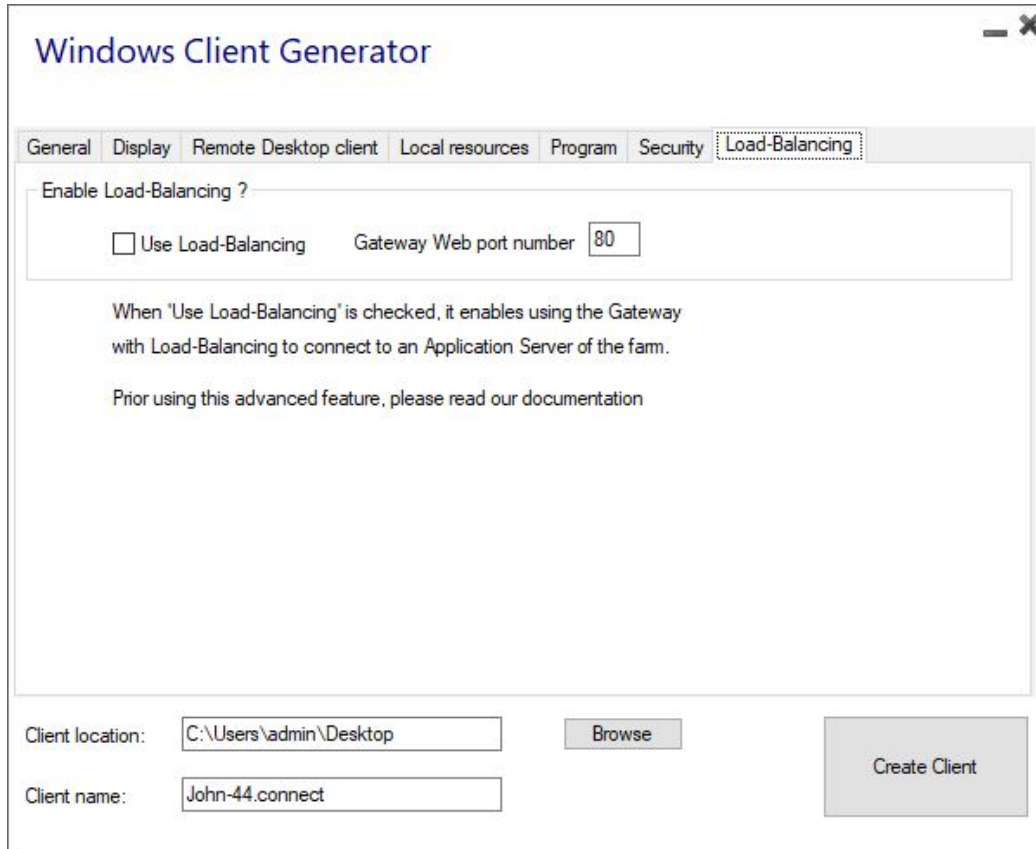 Windows Client Generator
General Display Remote Desktop client Local resources Program Security Load-Balancing
Enable Load-Balancing ?
Use Load-Balancing Gateway Web port number 80
When "Use Load-Balancing" is checked, it enables using the Gateway
with Load-Balancing to connect to an Application Server of the farm.
Prior using this advanced feature, please read our documentation
Client location: C:\Users\admin\Desktop Browse
Create Client
Client name: John-44.connect